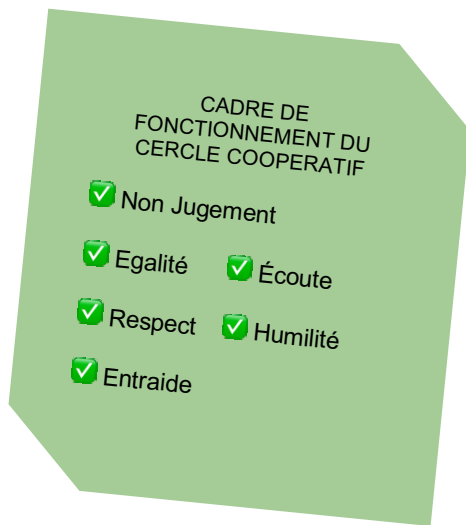 CADRE DE
FONCTIONNEMENT DU
CERCLE COOPERATIF
✅ Non Jugement
✅ Egalité ✅ Écoute
✅ Respect ✅ Humilité
✅ Entraide